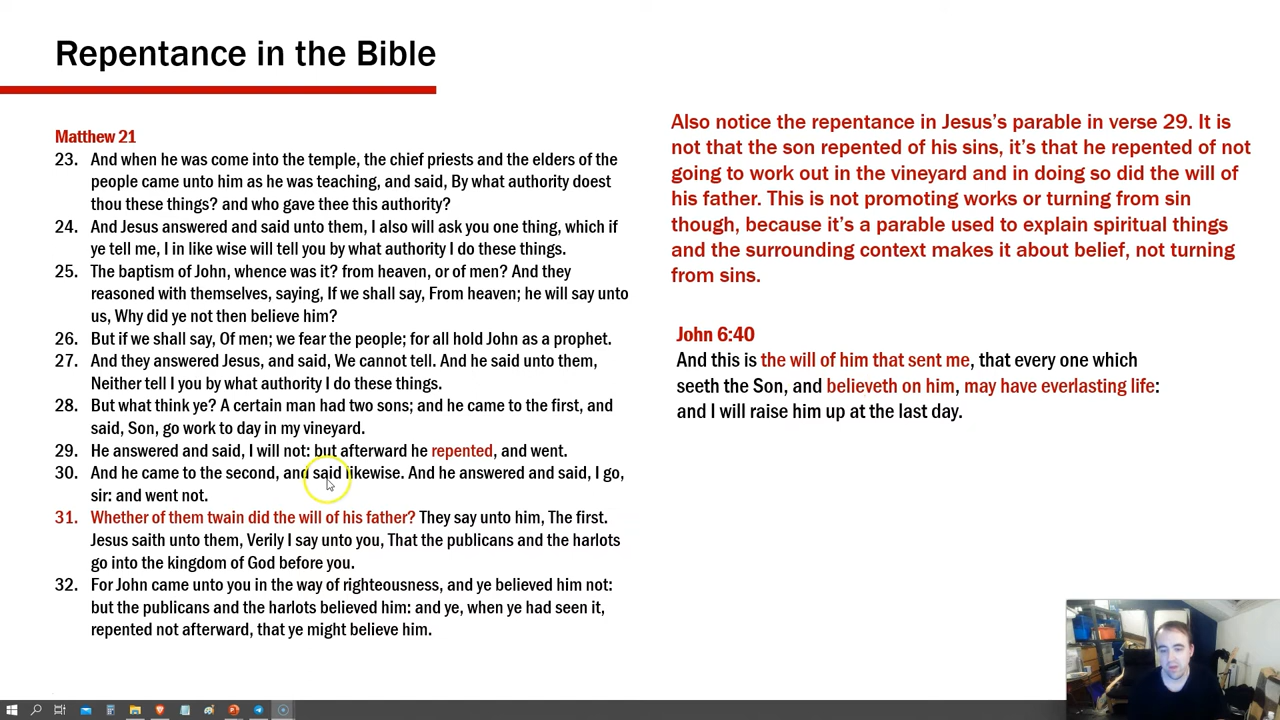 Repentance in the Bible
Matthew 21
23. And when he was come into the temple, the chief priests and the elders of the
people came unto him as he was teaching, and said, By what authority doest
thou these things? and who gave thee this authority?
24. And Jesus answered and said unto them, I also will ask you one thing, which if
ye tell me, I in like wise will tell you by what authority I do these things.
25. The baptism of John, whence was it? from heaven, or of men? And they
reasoned with themselves, saying, If we shall say, From heaven; he will say unto
us, Why did ye not then believe him?
26. But if we shall say, Of men; we fear the people; for all hold John as a prophet.
27. And they answered Jesus, and said, We cannot tell. And he said unto them,
Neither tell I you by what authority I do these things.
28. But what think ye? A certain man had two sons; and he came to the first, and
said, Son, go work to day in my vineyard.
29. He answered and said, I will not: but afterward he repented, and went.
30. And he came to the second, and said likewise. And he answered and said, I go,
sir: and went not.
31. Whether of them twain did the will of his father? They say unto him, The first.
Jesus saith unto them, Verily I say unto you, That the publicans and the harlots
go into the kingdom of God before you.
32. For John came unto you in the way of righteousness, and ye believed him not:
but the publicans and the harlots believed him: and ye, when ye had seen it,
repented not afterward, that ye might believe him.
Also notice the repentance in Jesus's parable in verse 29. It is
not that the son repented of his sins, it's that he repented of not
going to work out in the vineyard and in doing so did the will of
his father. This is not promoting works or turning from sin
though, because it's a parable used to explain spiritual things
and the surrounding context makes it about belief, not turning
from sins.
John 6:40
And this is the will of him that sent me, that every one which
seeth the Son, and believeth on him, may have everlasting life:
and I will raise him up at the last day.